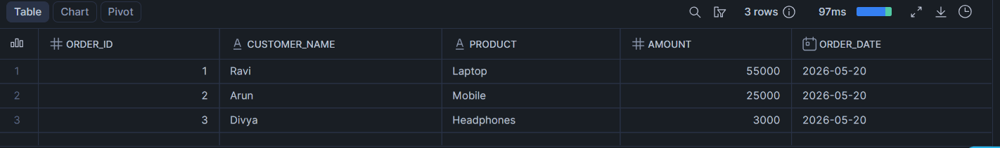 Table Chart Pivot 3 rows 97ms
ORDER_ID CUSTOMER_NAME PRODUCT AMOUNT ORDER_DATE
1 1 Ravi Laptop 55000 2026-05-20
2 2 Arun Mobile 25000 2026-05-20
3 3 Divya Headphones 3000 2026-05-20